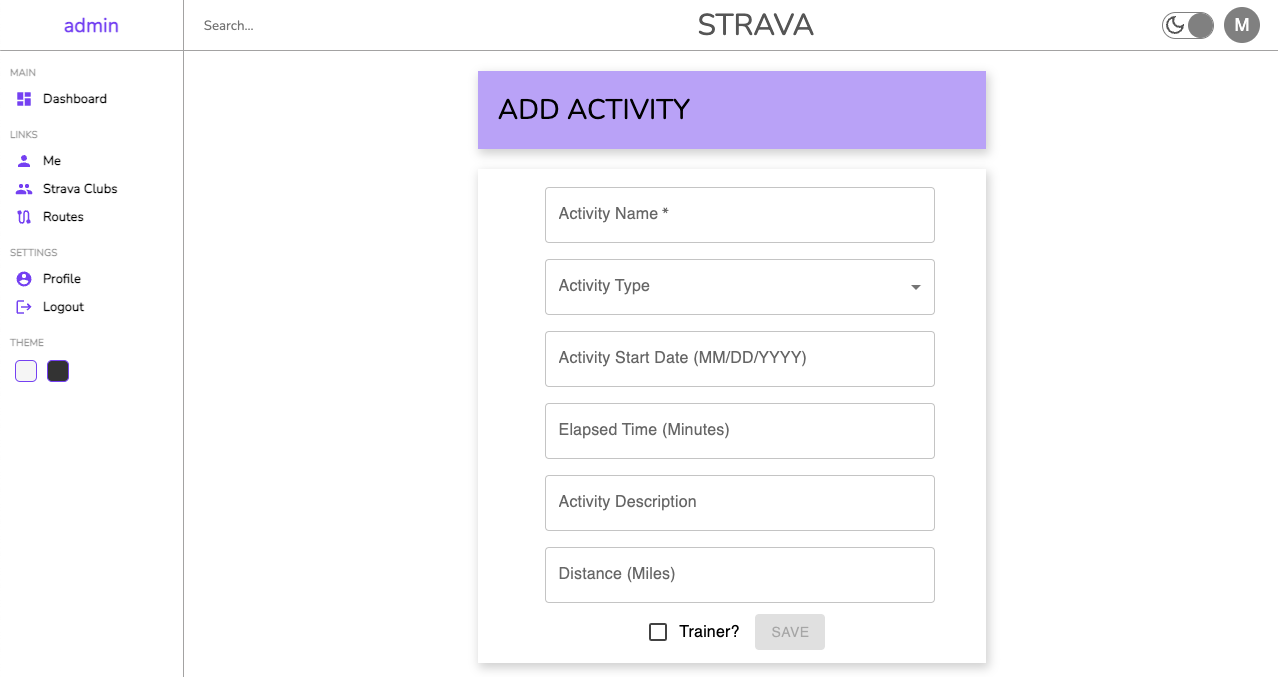 admin
Search...
STRAVA
M
MAIN
Dashboard
LINKS
Me
Strava Clubs
Routes
SETTINGS
Profile
Logout
THEME
ADD ACTIVITY
Activity Name *
Activity Type
Activity Start Date (MM/DD/YYYY)
Elapsed Time (Minutes)
Activity Description
Distance (Miles)
Trainer?
SAVE